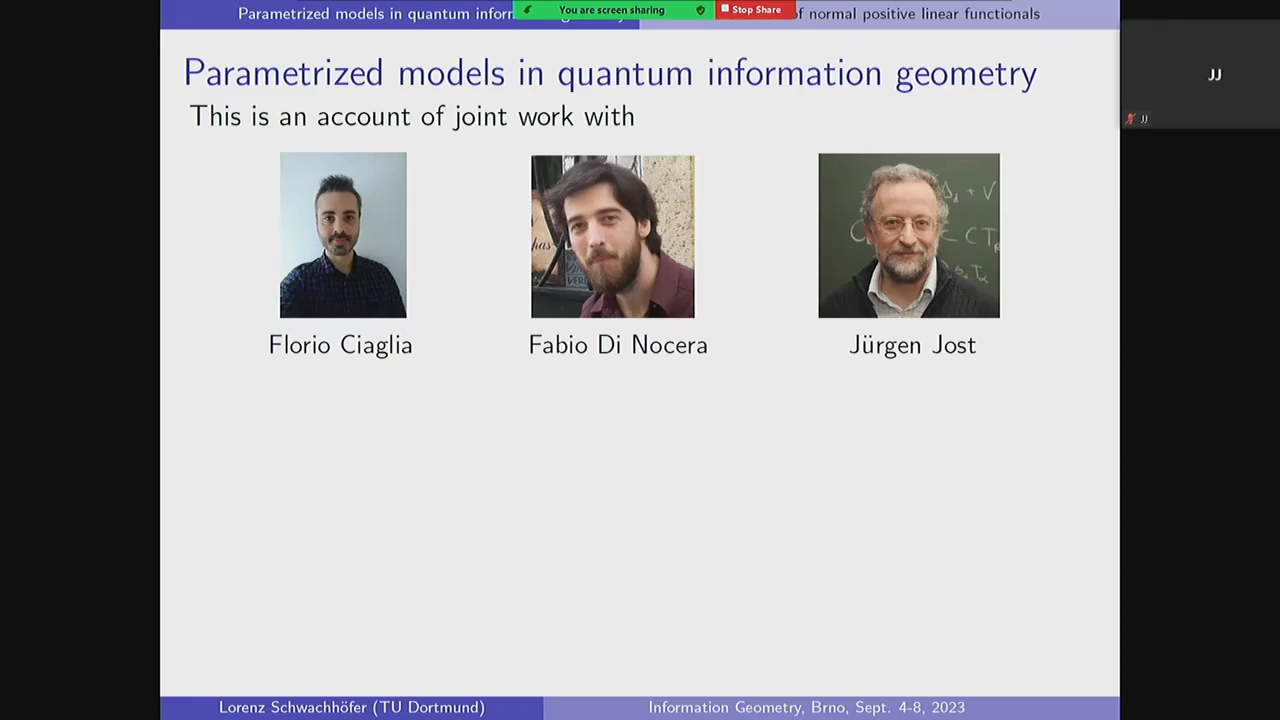 Parametrized models in quantum infor
of normal positive linear functionals
You are screen sharing
Stop Share
JJ
JJ
Parametrized models in quantum information geometry
This is an account of joint work with
Florio Ciaglia
Fabio Di Nocera
Jürgen Jost
Lorenz Schwachhöfer (TU Dortmund)
Information Geometry, Brno, Sept. 4-8, 2023